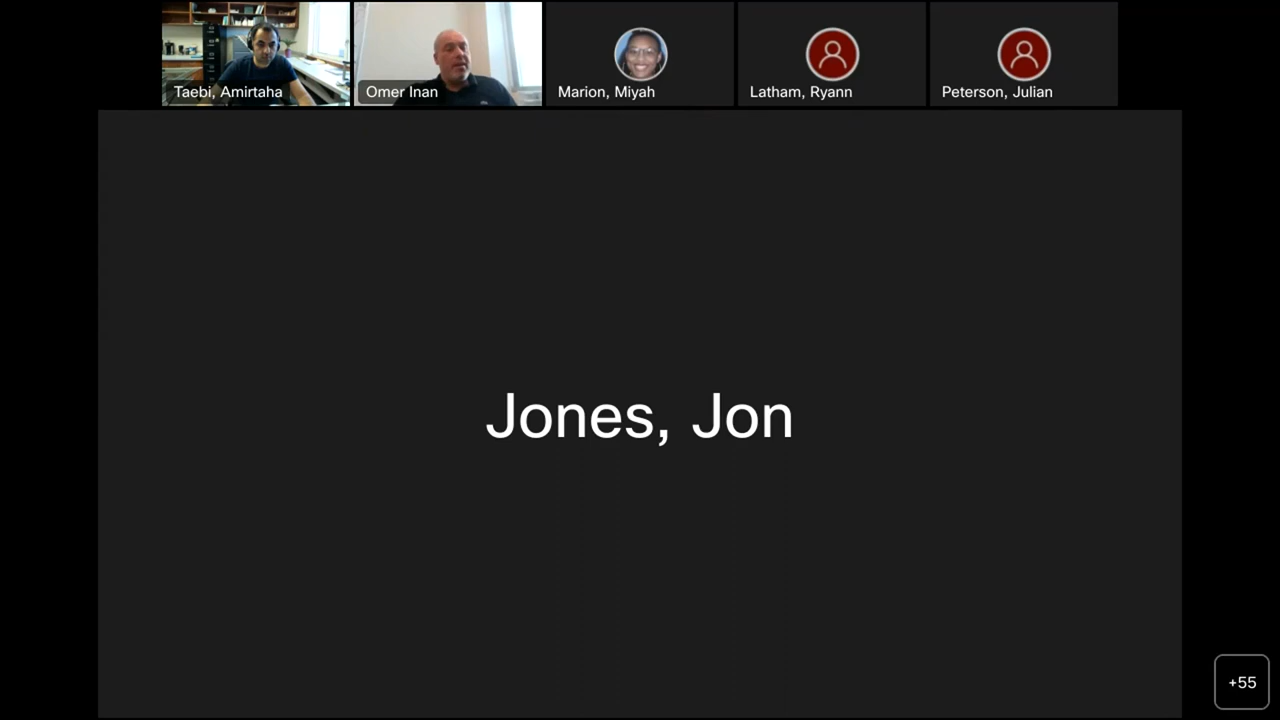 Taebi, Amirtaha
Omer Inan
Marion, Miyah
Latham, Ryann
Peterson, Julian
Jones, Jon
+55